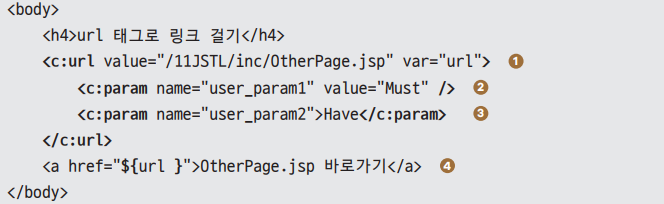 <body>
<h4>url 태그로 링크 걸기</h4>
<c:url value="/11JSTL/inc/OtherPage.jsp" var="url"> ❶
<c:param name="user_param1" value="Must" /> ❷
<c:param name="user_param2">Have</c:param> ❸
</c:url>
<a href="${url }">OtherPage.jsp 바로가기</a> ❹
</body>